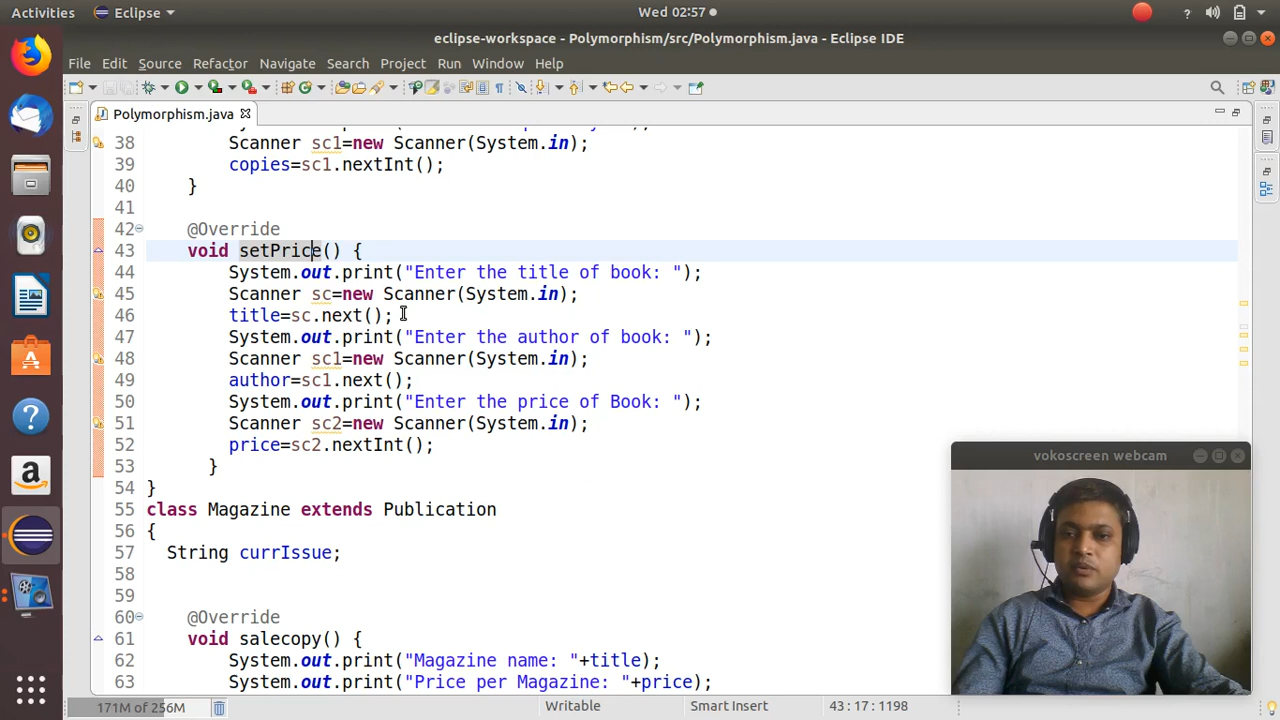 Activities
Eclipse
Wed 02:57
eclipse-workspace - Polymorphism/src/Polymorphism.java - Eclipse IDE
File Edit Source Refactor Navigate Search Project Run Window Help
Polymorphism.java
38 Scanner sc1=new Scanner(System.in);
39 copies=sc1.nextInt();
40 }
41
42 @Override
43 void setPrice() {
44 System.out.print("Enter the title of book: ");
45 Scanner sc=new Scanner(System.in);
46 title=sc.next();
47 System.out.print("Enter the author of book: ");
48 Scanner sc1=new Scanner(System.in);
49 author=sc1.next();
50 System.out.print("Enter the price of Book: ");
51 Scanner sc2=new Scanner(System.in);
52 price=sc2.nextInt();
53 }
54 }
55 class Magazine extends Publication
56 {
57 String currIssue;
58
59
60 @Override
61 void salecopy() {
62 System.out.print("Magazine name: "+title);
63 System.out.print("Price per Magazine: "+price);
vokoscreen webcam
171M of 256M
Writable
Smart Insert
43 : 17 : 1198